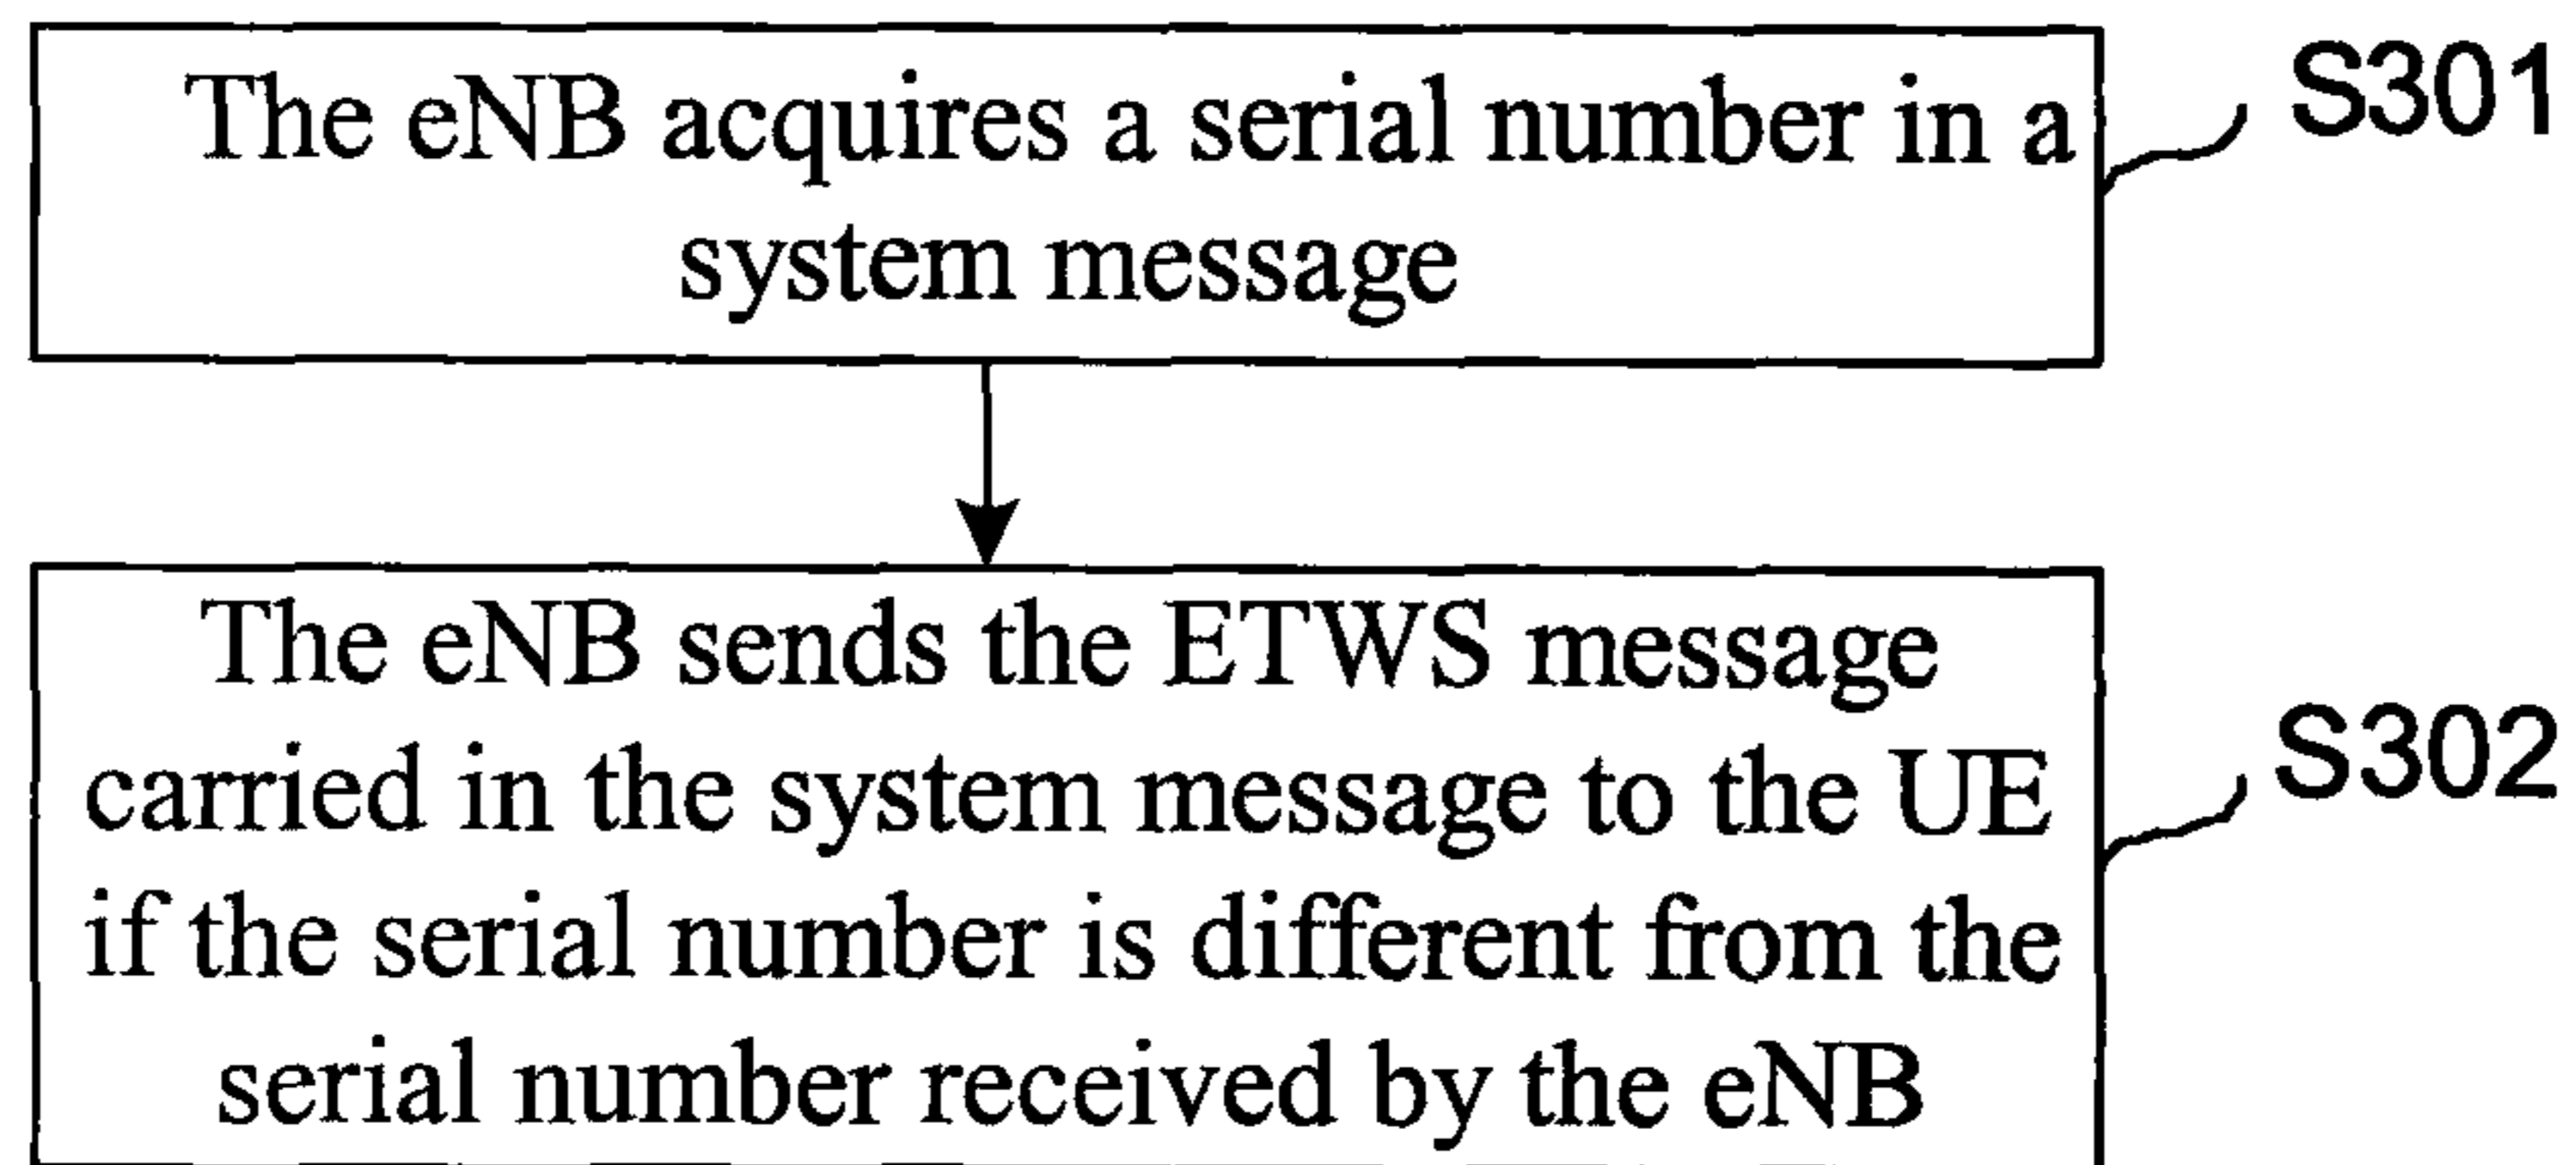 The eNB acquires a serial number in a
system message
S301
The eNB sends the ETWS message
carried in the system message to the UE
if the serial number is different from the
serial number received by the eNB
S302